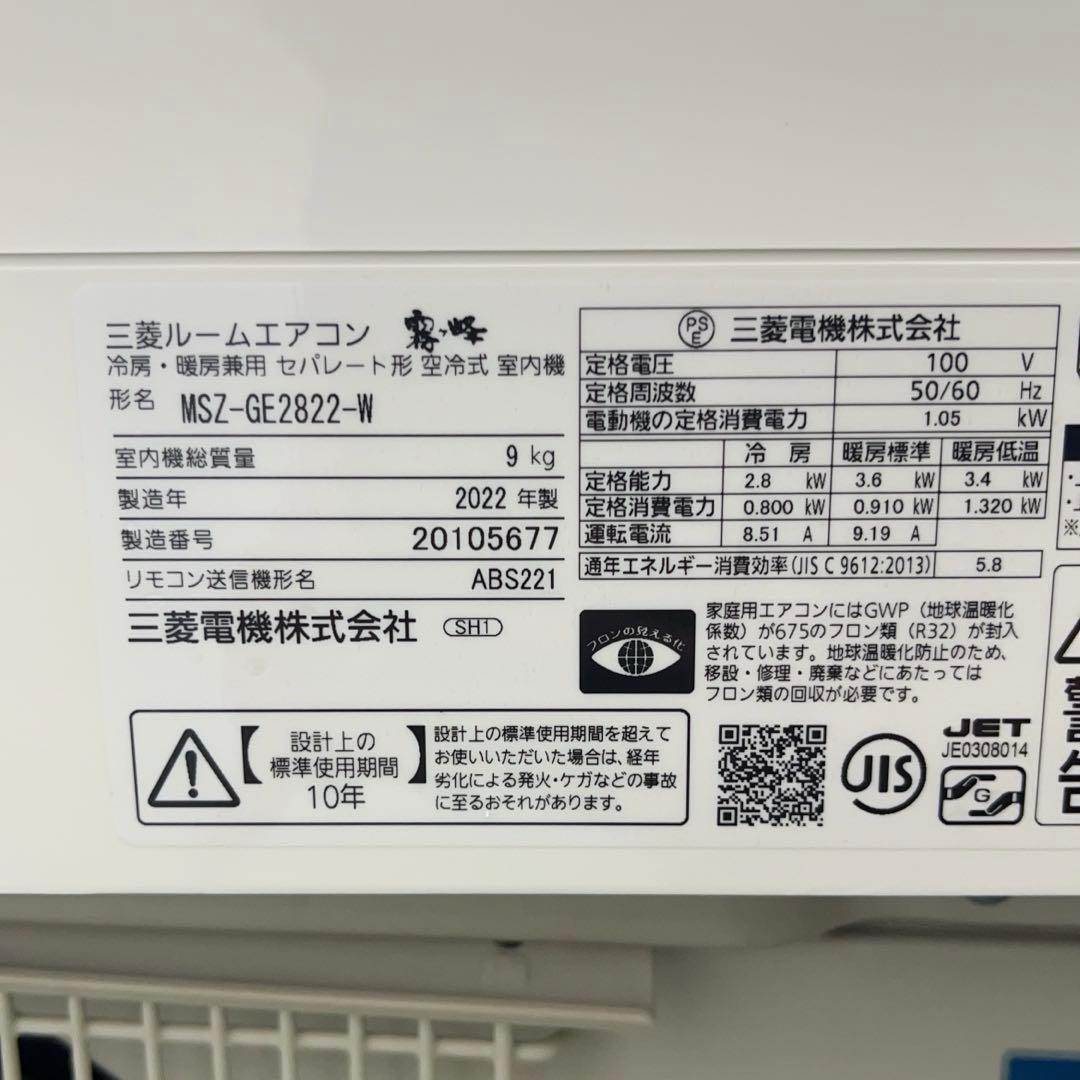 三菱ルームエアコン 霧ヶ峰
冷房・暖房兼用 セパレート形 空冷式 室内機
形名 MSZ-GE2822-W
室内機総質量 9 kg
製造年 2022 年製
製造番号 20105677
リモコン送信機形名 ABS221
三菱電機株式会社 SH1
PSE 三菱電機株式会社
定格電圧 100 V
定格周波数 50/60 Hz
電動機の定格消費電力 1.05 kW
冷房 暖房標準 暖房低温
定格能力 2.8 kW 3.6 kW 3.4 kW
定格消費電力 0.800 kW 0.910 kW 1.320 kW
運転電流 8.51 A 9.19 A
通年エネルギー消費効率(JIS C 9612:2013) 5.8
フロンの見える化
家庭用エアコンにはGWP（地球温暖化
係数）が675のフロン類（R32）が封入
されています。地球温暖化防止のため、
移設・修理・廃棄などにあたっては
フロン類の回収が必要です。
【設計上の
標準使用期間】
10年
設計上の標準使用期間を超えて
お使いいただいた場合は、経年
劣化による発火・ケガなどの事故
に至るおそれがあります。
JIS
JET
JE0308014
G